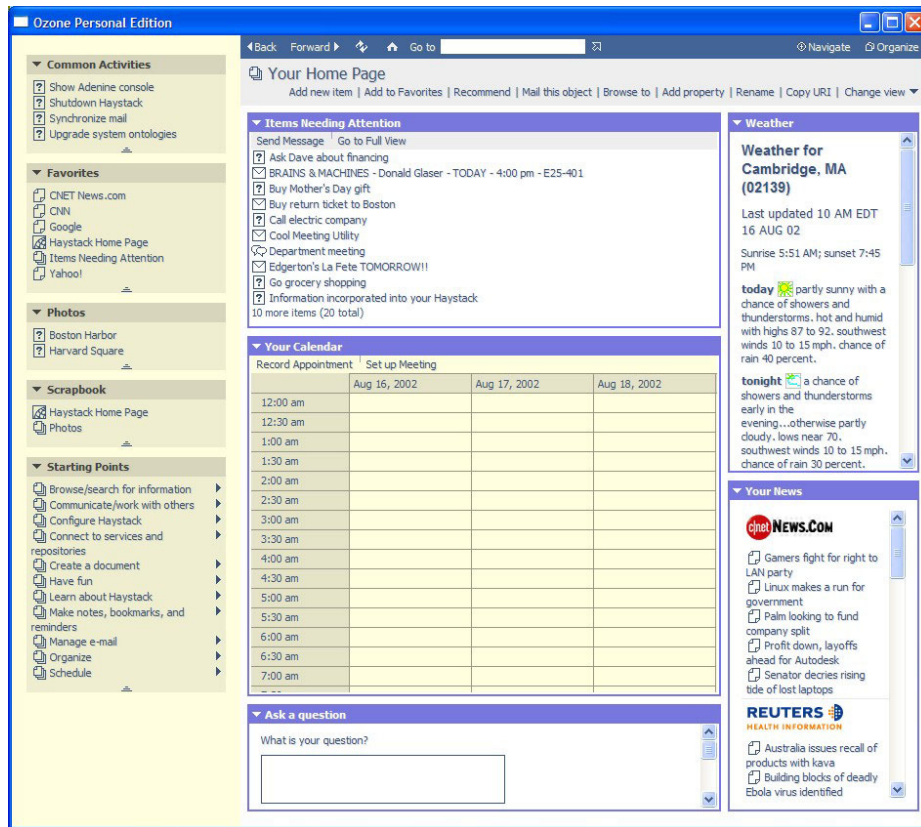 Ozone Personal Edition
Back Forward Go to Navigate Organize
Common Activities
? Show Adenine console
? Shutdown Haystack
? Synchronize mail
? Upgrade system ontologies
Favorites
CNET News.com
CNN
Google
Haystack Home Page
Items Needing Attention
Yahoo!
Photos
? Boston Harbor
? Harvard Square
Scrapbook
Haystack Home Page
Photos
Starting Points
Browse/search for information
Communicate/work with others
Configure Haystack
Connect to services and
repositories
Create a document
Have fun
Learn about Haystack
Make notes, bookmarks, and
reminders
Manage e-mail
Organize
Schedule
Your Home Page
Add new item | Add to Favorites | Recommend | Mail this object | Browse to | Add property | Rename | Copy URI | Change view
Items Needing Attention
Send Message Go to Full View
? Ask Dave about financing
BRAINS & MACHINES - Donald Glaser - TODAY - 4:00 pm - E25-401
? Buy Mother's Day gift
Buy return ticket to Boston
? Call electric company
Cool Meeting Utility
Department meeting
Edgerton's La Fete TOMORROW!!
? Go grocery shopping
? Information incorporated into your Haystack
10 more items (20 total)
Your Calendar
Record Appointment Set up Meeting
Aug 16, 2002 Aug 17, 2002 Aug 18, 2002
12:00 am
12:30 am
1:00 am
1:30 am
2:00 am
2:30 am
3:00 am
3:30 am
4:00 am
4:30 am
5:00 am
5:30 am
6:00 am
6:30 am
7:00 am
Ask a question
What is your question?
Weather
Weather for
Cambridge, MA
(02139)
Last updated 10 AM EDT
16 AUG 02
Sunrise 5:51 AM; sunset 7:45
PM
today partly sunny with a
chance of showers and
thunderstorms. hot and humid
with highs 87 to 92. southwest
winds 10 to 15 mph. chance of
rain 40 percent.
tonight a chance of
showers and thunderstorms
early in the
evening...otherwise partly
cloudy. lows near 70.
southwest winds 10 to 15 mph.
chance of rain 30 percent.
Your News
c|net NEWS.COM
Gamers fight for right to
LAN party
Linux makes a run for
government
Palm looking to fund
company split
Profit down, layoffs
ahead for Autodesk
Senator decries rising
tide of lost laptops
REUTERS
HEALTH INFORMATION
Australia issues recall of
products with kava
Building blocks of deadly
Ebola virus identified